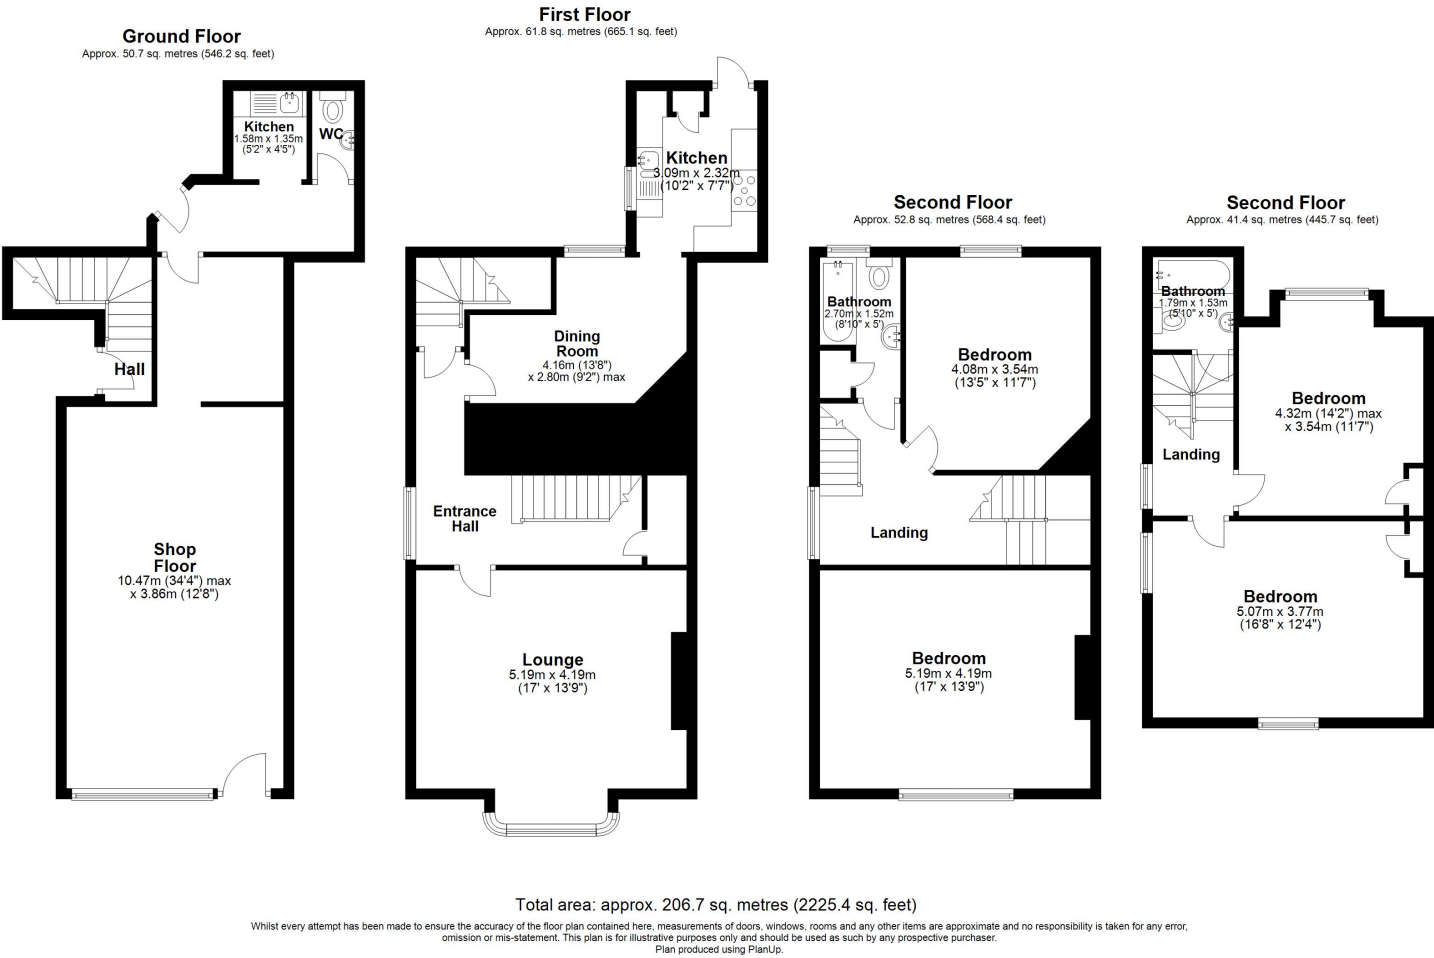 Ground Floor
Approx. 50.7 sq. metres (546.2 sq. feet)
Kitchen
1.58m x 1.35m
(5'2" x 4'5")
WC
Hall
Shop
Floor
10.47m (34'4") max
x 3.86m (12'8")
First Floor
Approx. 61.8 sq. metres (665.1 sq. feet)
Kitchen
3.09m x 2.32m
(10'2" x 7'7")
Dining
Room
4.16m (13'8")
x 2.80m (9'2") max
Entrance
Hall
Lounge
5.19m x 4.19m
(17' x 13'9")
Second Floor
Approx. 52.8 sq. metres (568.4 sq. feet)
Bathroom
2.70m x 1.52m
(8'10" x 5')
Bedroom
4.08m x 3.54m
(13'5" x 11'7")
Landing
Bedroom
5.19m x 4.19m
(17' x 13'9")
Second Floor
Approx. 41.4 sq. metres (445.7 sq. feet)
Bathroom
1.79m x 1.53m
(5'10" x 5')
Bedroom
4.32m (14'2") max
x 3.54m (11'7")
Landing
Bedroom
5.07m x 3.77m
(16'8" x 12'4")
Total area: approx. 206.7 sq. metres (2225.4 sq. feet)
Whilst every attempt has been made to ensure the accuracy of the floor plan contained here, measurements of doors, windows, rooms and any other items are approximate and no responsibility is taken for any error,
omission or mis-statement. This plan is for illustrative purposes only and should be used as such by any prospective purchaser.
Plan produced using PlanUp.